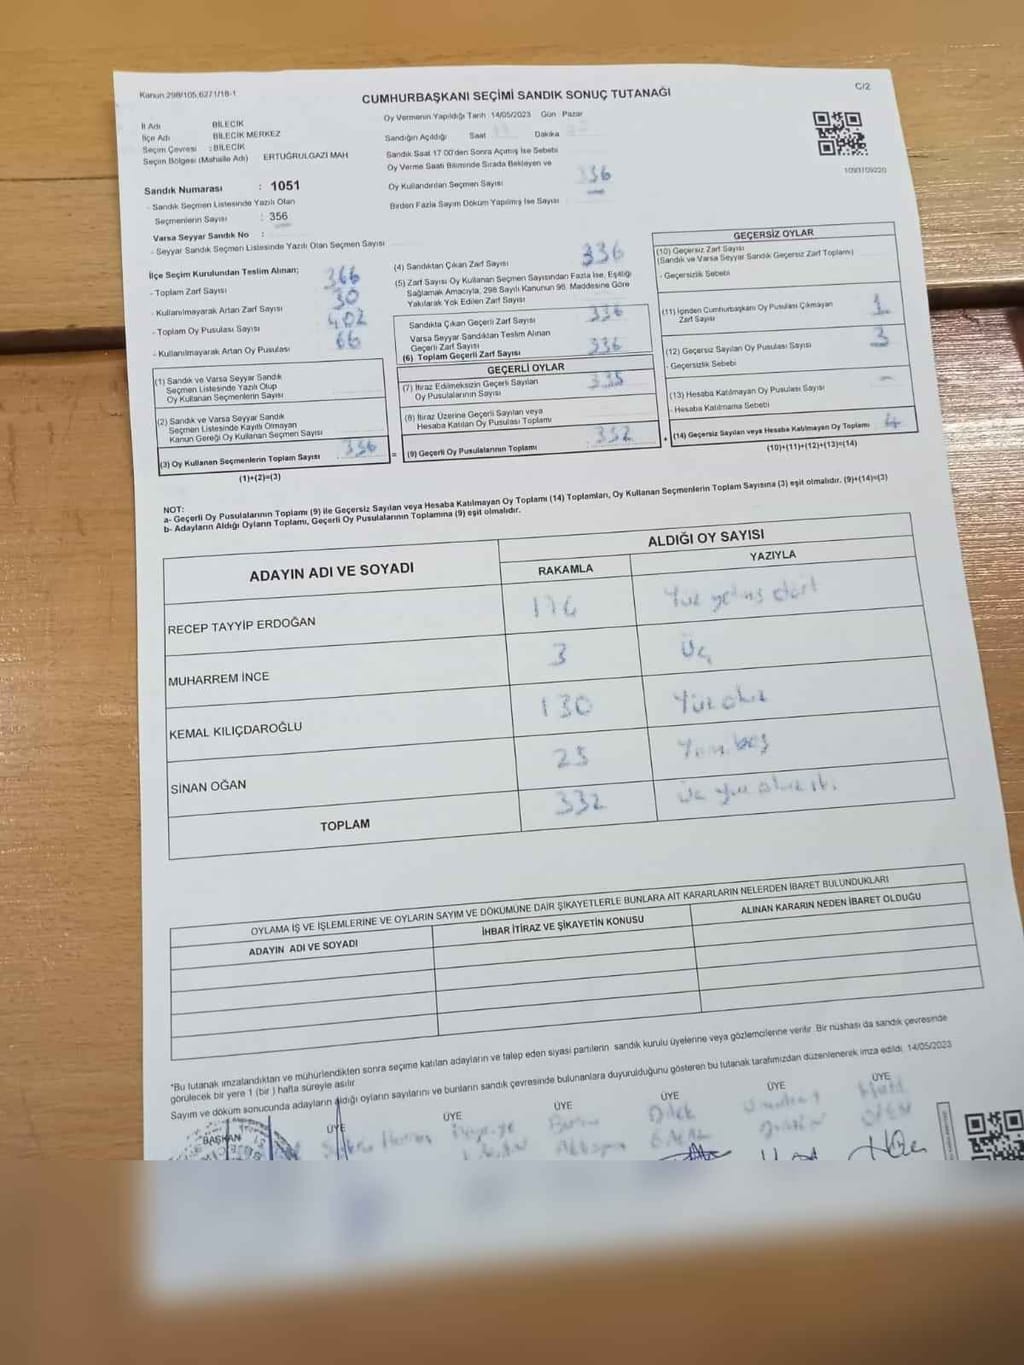 Kanun 298/105,6271/18-1
C/2
CUMHURBAŞKANI SEÇİMİ SANDIK SONUÇ TUTANAĞI
İl Adı BİLECİK
İlçe Adı BİLECİK MERKEZ
Seçim Çevresi : BİLECİK
Seçim Bölgesi (Mahalle Adı) ERTUĞRULGAZİ MAH
Sandık Numarası : 1051
- Sandık Seçmen Listesinde Yazılı Olan
Seçmenlerin Sayısı : 356
Varsa Seyyar Sandık No :
- Seyyar Sandık Seçmen Listesinde Yazılı Olan Seçmen Sayısı
Oy Vermenin Yapıldığı Tarih 14/05/2023 Gün Pazar
Sandığın Açıldığı Saat Dakika
Sandık Saat 17 00'den Sonra Açılmış İse Sebebi
Oy Verme Saati Bitiminde Sırada Bekleyen ve
Oy Kullandırılan Seçmen Sayısı 336
Birden Fazla Sayım Döküm Yapılmış İse Sayısı
1093109220
İlçe Seçim Kurulundan Teslim Alınan;
- Toplam Zarf Sayısı 366
- Kullanılmayarak Artan Zarf Sayısı 30
- Toplam Oy Pusulası Sayısı 402
- Kullanılmayarak Artan Oy Pusulası 66
(1) Sandık ve Varsa Seyyar Sandık
Seçmen Listesinde Yazılı Olup
Oy Kullanan Seçmenlerin Sayısı
(2) Sandık ve Varsa Seyyar Sandık
Seçmen Listesinde Kayıtlı Olmayan
Kanun Gereği Oy Kullanan Seçmen Sayısı
(3) Oy Kullanan Seçmenlerin Toplam Sayısı 336
(1)+(2)=(3)
(4) Sandıktan Çıkan Zarf Sayısı 336
(5) Zarf Sayısı Oy Kullanan Seçmen Sayısından Fazla İse, Eşitliği
Sağlamak Amacıyla, 298 Sayılı Kanunun 98. Maddesine Göre
Yakılarak Yok Edilen Zarf Sayısı
Sandıkta Çıkan Geçerli Zarf Sayısı 336
Varsa Seyyar Sandıktan Teslim Alınan
Geçerli Zarf Sayısı
(6) Toplam Geçerli Zarf Sayısı 336
GEÇERLİ OYLAR
(7) İtiraz Edilmeksizin Geçerli Sayılan
Oy Pusulalarının Sayısı 335
(8) İtiraz Üzerine Geçerli Sayılan veya
Hesaba Katılan Oy Pusulası Toplamı
= (9) Geçerli Oy Pusulalarının Toplamı 332
GEÇERSİZ OYLAR
(10) Geçersiz Zarf Sayısı
(Sandık ve Varsa Seyyar Sandık Geçersiz Zarf Toplamı)
- Geçersizlik Sebebi
(11) İçinden Cumhurbaşkanı Oy Pusulası Çıkmayan
Zarf Sayısı 1
(12) Geçersiz Sayılan Oy Pusulası Sayısı 3
- Geçersizlik Sebebi
(13) Hesaba Katılmayan Oy Pusulası Sayısı -
- Hesaba Katılmama Sebebi
+ (14) Geçersiz Sayılan veya Hesaba Katılmayan Oy Toplamı 4
(10)+(11)+(12)+(13)=(14)
NOT:
a- Geçerli Oy Pusulalarının Toplamı (9) ile Geçersiz Sayılan veya Hesaba Katılmayan Oy Toplamı (14) Toplamları, Oy Kullanan Seçmenlerin Toplam Sayısına (3) eşit olmalıdır. (9)+(14)=(3)
b- Adayların Aldığı Oyların Toplamı, Geçerli Oy Pusulalarının Toplamına (9) eşit olmalıdır.
ADAYIN ADI VE SOYADI
ALDIĞI OY SAYISI
RAKAMLA YAZIYLA
RECEP TAYYİP ERDOĞAN Yüz yetmiş dört
MUHARREM İNCE 3 Üç
KEMAL KILIÇDAROĞLU 130 Yüz otuz
SİNAN OĞAN 25 Yirmi beş
TOPLAM 332 Üç yüz otuz iki
OYLAMA İŞ VE İŞLEMLERİNE VE OYLARIN SAYIM VE DÖKÜMÜNE DAİR ŞİKAYETLERLE BUNLARA AİT KARARLARIN NELERDEN İBARET BULUNDUKLARI
ADAYIN ADI VE SOYADI İHBAR İTİRAZ VE ŞİKAYETİN KONUSU ALINAN KARARIN NEDEN İBARET OLDUĞU
*Bu tutanak imzalandıktan ve mühürlendikten sonra seçime katılan adayların ve talep eden siyasi partilerin sandık kurulu üyelerine veya gözlemcilerine verilir. Bir nüshası da sandık çevresinde
görülecek bir yere 1 (bir) hafta süreyle asılır
Sayım ve döküm sonucunda adayların aldığı oyların sayılarını ve bunların sandık çevresinde bulunanlara duyurulduğunu gösteren bu tutanak tarafımızdan düzenlenerek imza edildi. 14/05/2023
BAŞKAN ÜYE ÜYE ÜYE ÜYE ÜYE ÜYE
Dilek